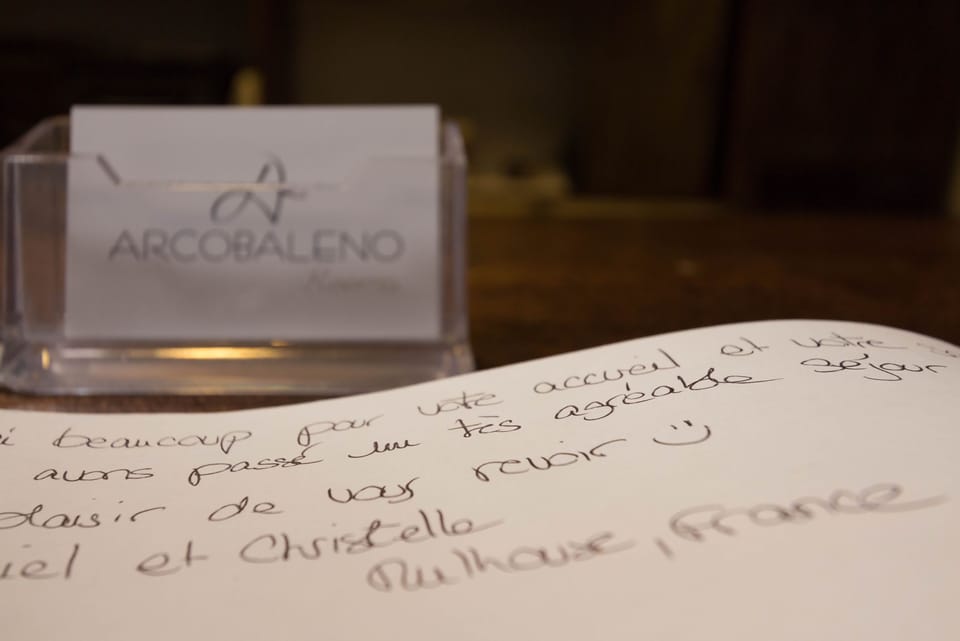 ARCOBALENO
beaucoup pour votre accueil et votre
avons passé un très agréable séjour
plaisir de vous revoir :)
et Christelle
Mulhouse, France